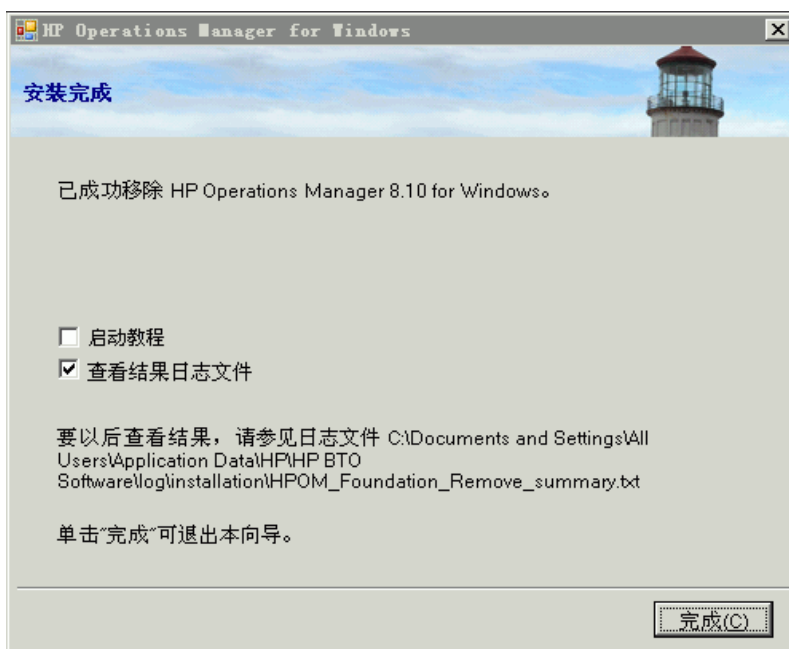 HP Operations Manager for Windows
安装完成
已成功移除 HP Operations Manager 8.10 for Windows。
启动教程
查看结果日志文件
要以后查看结果，请参见日志文件 C:\Documents and Settings\All
Users\Application Data\HP\HP BTO
Software\log\installation\HPOM_Foundation_Remove_summary.txt
单击"完成"可退出本向导。
完成(C)